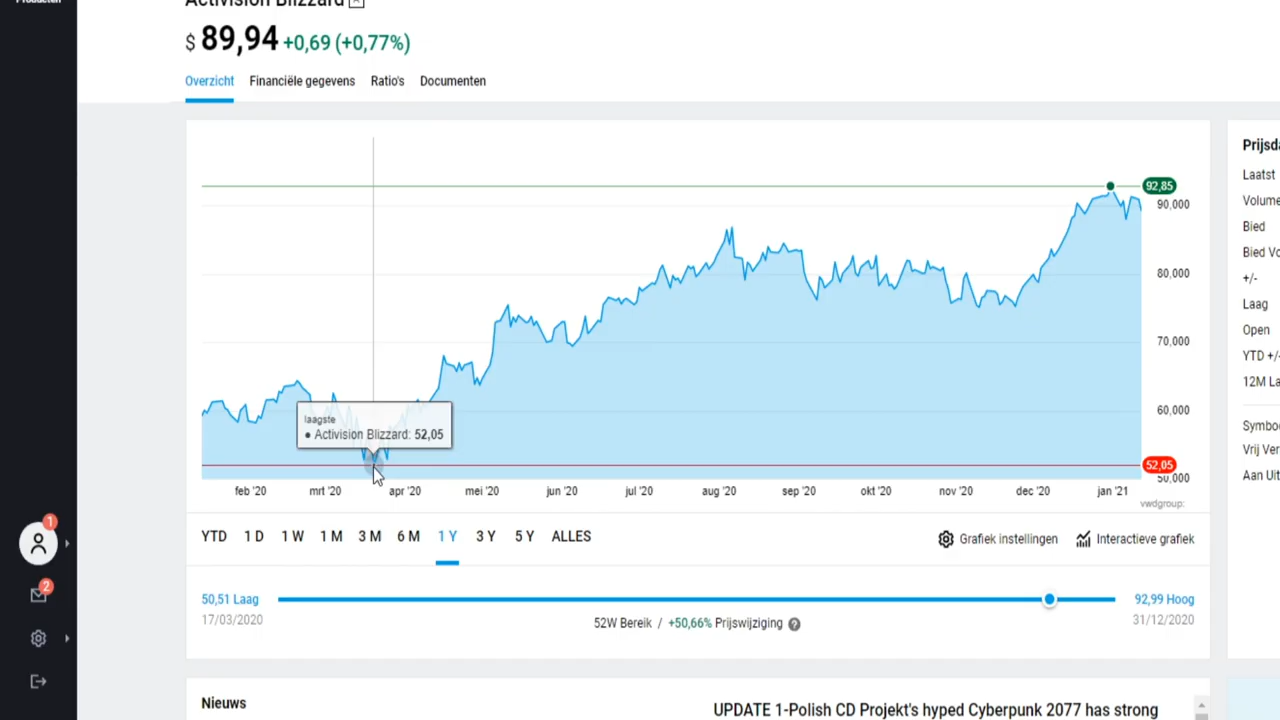 Producten
Activision Blizzard
$ 89,94 +0,69 (+0,77%)
Overzicht Financiële gegevens Ratio's Documenten
92,85
90,000
80,000
70,000
60,000
laagste
● Activision Blizzard: 52,05
52,05
50,000
feb '20 mrt '20 apr '20 mei '20 jun '20 jul '20 aug '20 sep '20 okt '20 nov '20 dec '20 jan '21
vwdgroup:
YTD 1 D 1 W 1 M 3 M 6 M 1 Y 3 Y 5 Y ALLES
Grafiek instellingen Interactieve grafiek
50,51 Laag 92,99 Hoog
17/03/2020 31/12/2020
52W Bereik / +50,66% Prijswijziging ?
Prijsda
Laatst
Volume
Bied
Bied Vo
+/-
Laag
Open
YTD +/-
12M La
Symboo
Vrij Ver
Aan Uit
1
2
Nieuws
UPDATE 1-Polish CD Projekt's hyped Cyberpunk 2077 has strong